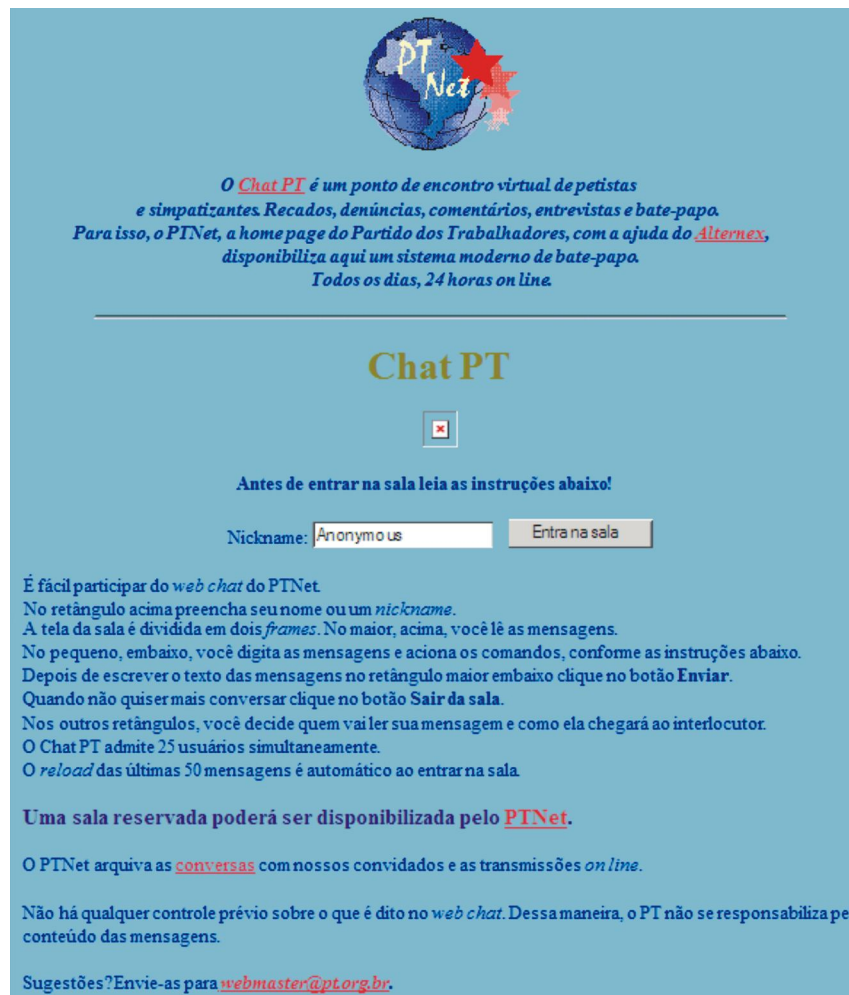 PT
Net
O Chat PT é um ponto de encontro virtual de petistas
e simpatizantes. Recados, denúncias, comentários, entrevistas e bate-papo.
Para isso, o PTNet, a home page do Partido dos Trabalhadores, com a ajuda do Alternex,
disponibiliza aqui um sistema moderno de bate-papo.
Todos os dias, 24 horas on line.
Chat PT
Antes de entrar na sala leia as instruções abaixo!
Nickname: Anonymous Entra na sala
É fácil participar do web chat do PTNet.
No retângulo acima preencha seu nome ou um nickname.
A tela da sala é dividida em dois frames. No maior, acima, você lê as mensagens.
No pequeno, embaixo, você digita as mensagens e aciona os comandos, conforme as instruções abaixo.
Depois de escrever o texto das mensagens no retângulo maior embaixo clique no botão Enviar.
Quando não quiser mais conversar clique no botão Sair da sala.
Nos outros retângulos, você decide quem vai ler sua mensagem e como ela chegará ao interlocutor.
O Chat PT admite 25 usuários simultaneamente.
O reload das últimas 50 mensagens é automático ao entrar na sala.
Uma sala reservada poderá ser disponibilizada pelo PTNet.
O PTNet arquiva as conversas com nossos convidados e as transmissões on line.
Não há qualquer controle prévio sobre o que é dito no web chat. Dessa maneira, o PT não se responsabiliza pe
conteúdo das mensagens.
Sugestões?Envie-as para webmaster@pt.org.br.